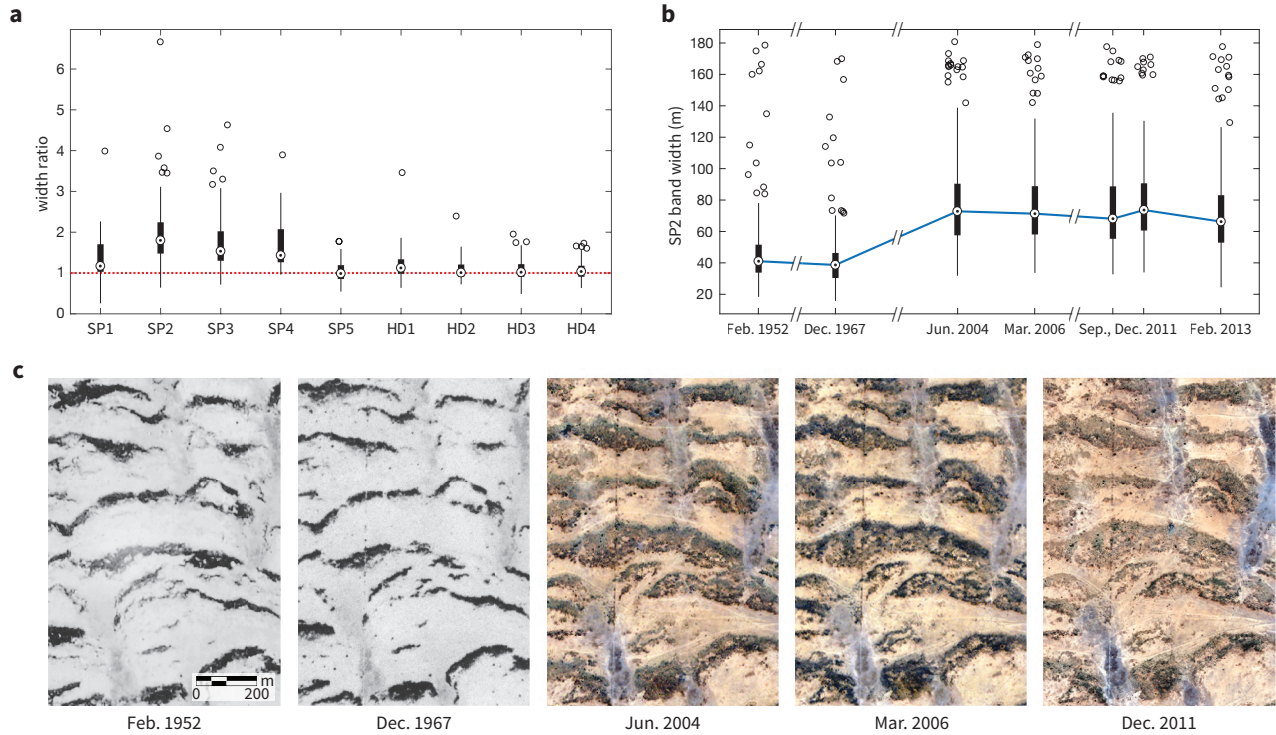 a
width ratio
6
5
4
3
2
1
0
SP1 SP2 SP3 SP4 SP5 HD1 HD2 HD3 HD4
b
SP2 band width (m)
180
160
140
120
100
80
60
40
20
Feb. 1952 Dec. 1967 Jun. 2004 Mar. 2006 Sep., Dec. 2011 Feb. 2013
c
m
0 200
Feb. 1952 Dec. 1967 Jun. 2004 Mar. 2006 Dec. 2011